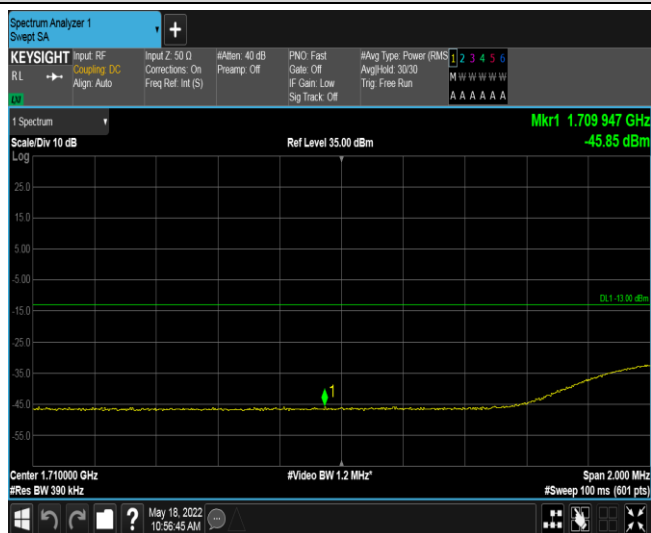 Spectrum Analyzer 1
Swept SA
+
KEYSIGHT
RL
LXI
Input: RF
Coupling: DC
Align: Auto
Input Z: 50 Ω
Corrections: On
Freq Ref: Int (S)
#Atten: 40 dB
Preamp: Off
PNO: Fast
Gate: Off
IF Gain: Low
Sig Track: Off
#Avg Type: Power (RMS
Avg|Hold: 30/30
Trig: Free Run
1 2 3 4 5 6
M W W W W W
A A A A A A
1 Spectrum
Scale/Div 10 dB
Ref Level 35.00 dBm
Mkr1 1.709 947 GHz
-45.85 dBm
Log
25.0
15.0
5.00
-5.00
DL1 -13.00 dBm
-15.0
-25.0
-35.0
1
-45.0
-55.0
Center 1.710000 GHz
#Video BW 1.2 MHz*
Span 2.000 MHz
#Res BW 390 kHz
#Sweep 100 ms (601 pts)
?
May 18, 2022
10:56:45 AM